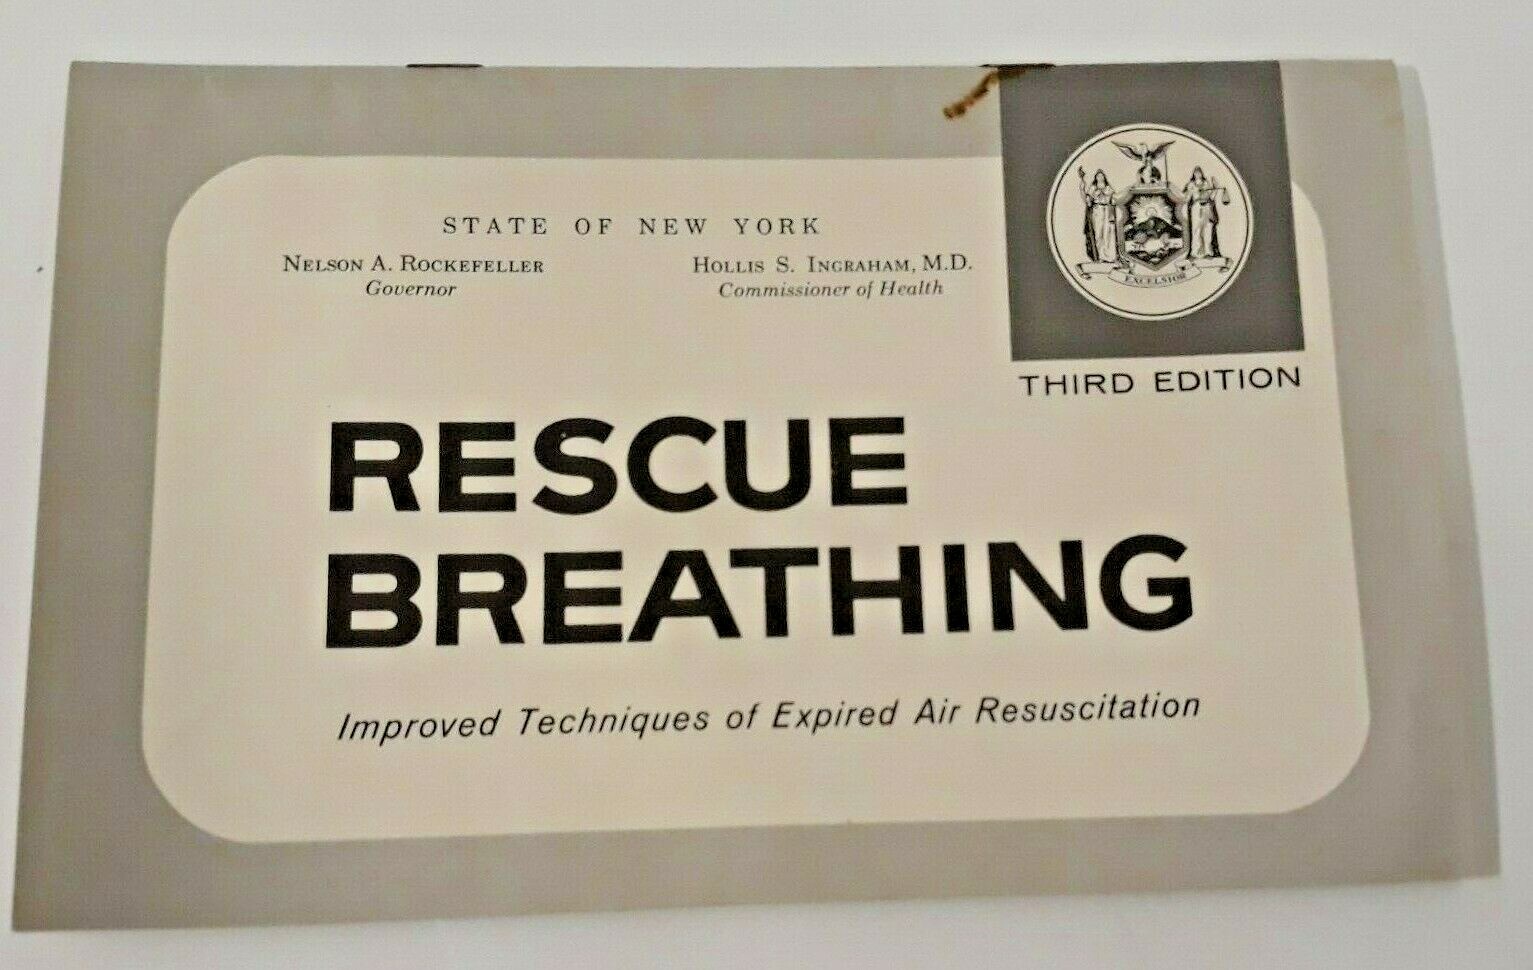 STATE OF NEW YORK
NELSON A. ROCKEFELLER
Governor
HOLLIS S. INGRAHAM, M.D.
Commissioner of Health
EXCELSIOR
THIRD EDITION
RESCUE
BREATHING
Improved Techniques of Expired Air Resuscitation